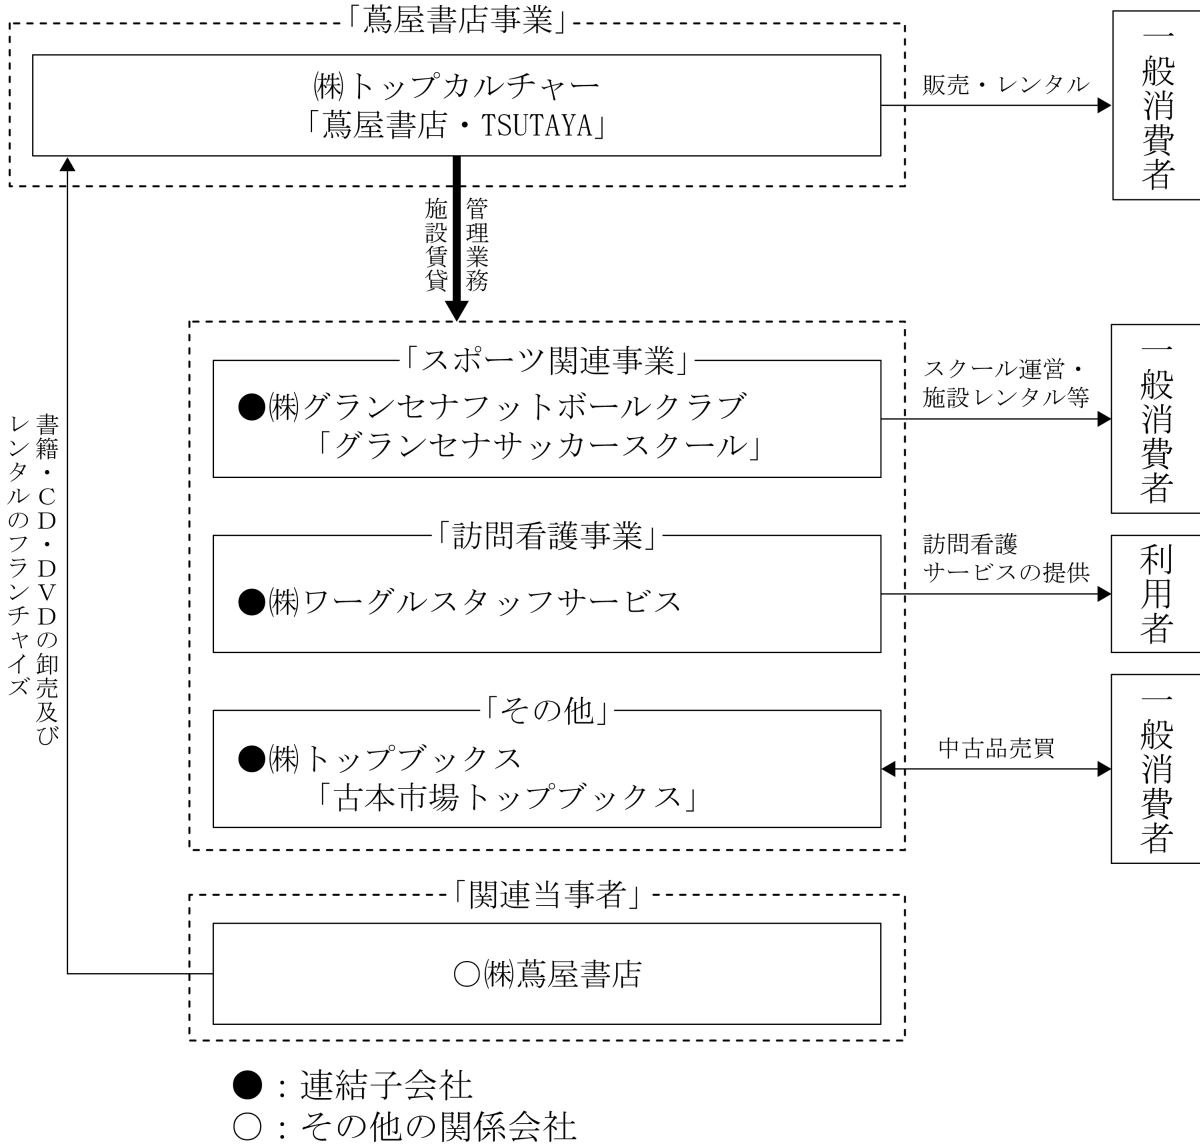 「蔦屋書店事業」
㈱トップカルチャー
「蔦屋書店・TSUTAYA」
販売・レンタル
一般消費者
管理業務
施設賃貸
「スポーツ関連事業」
●㈱グランセナフットボールクラブ
「グランセナサッカースクール」
スクール運営・
施設レンタル等
一般消費者
「訪問看護事業」
●㈱ワーグルスタッフサービス
訪問看護
サービスの提供
利用者
「その他」
●㈱トップブックス
「古本市場トップブックス」
中古品売買
一般消費者
書籍・CD・DVDの卸売及び
レンタルのフランチャイズ
「関連当事者」
○㈱蔦屋書店
●：連結子会社
○：その他の関係会社